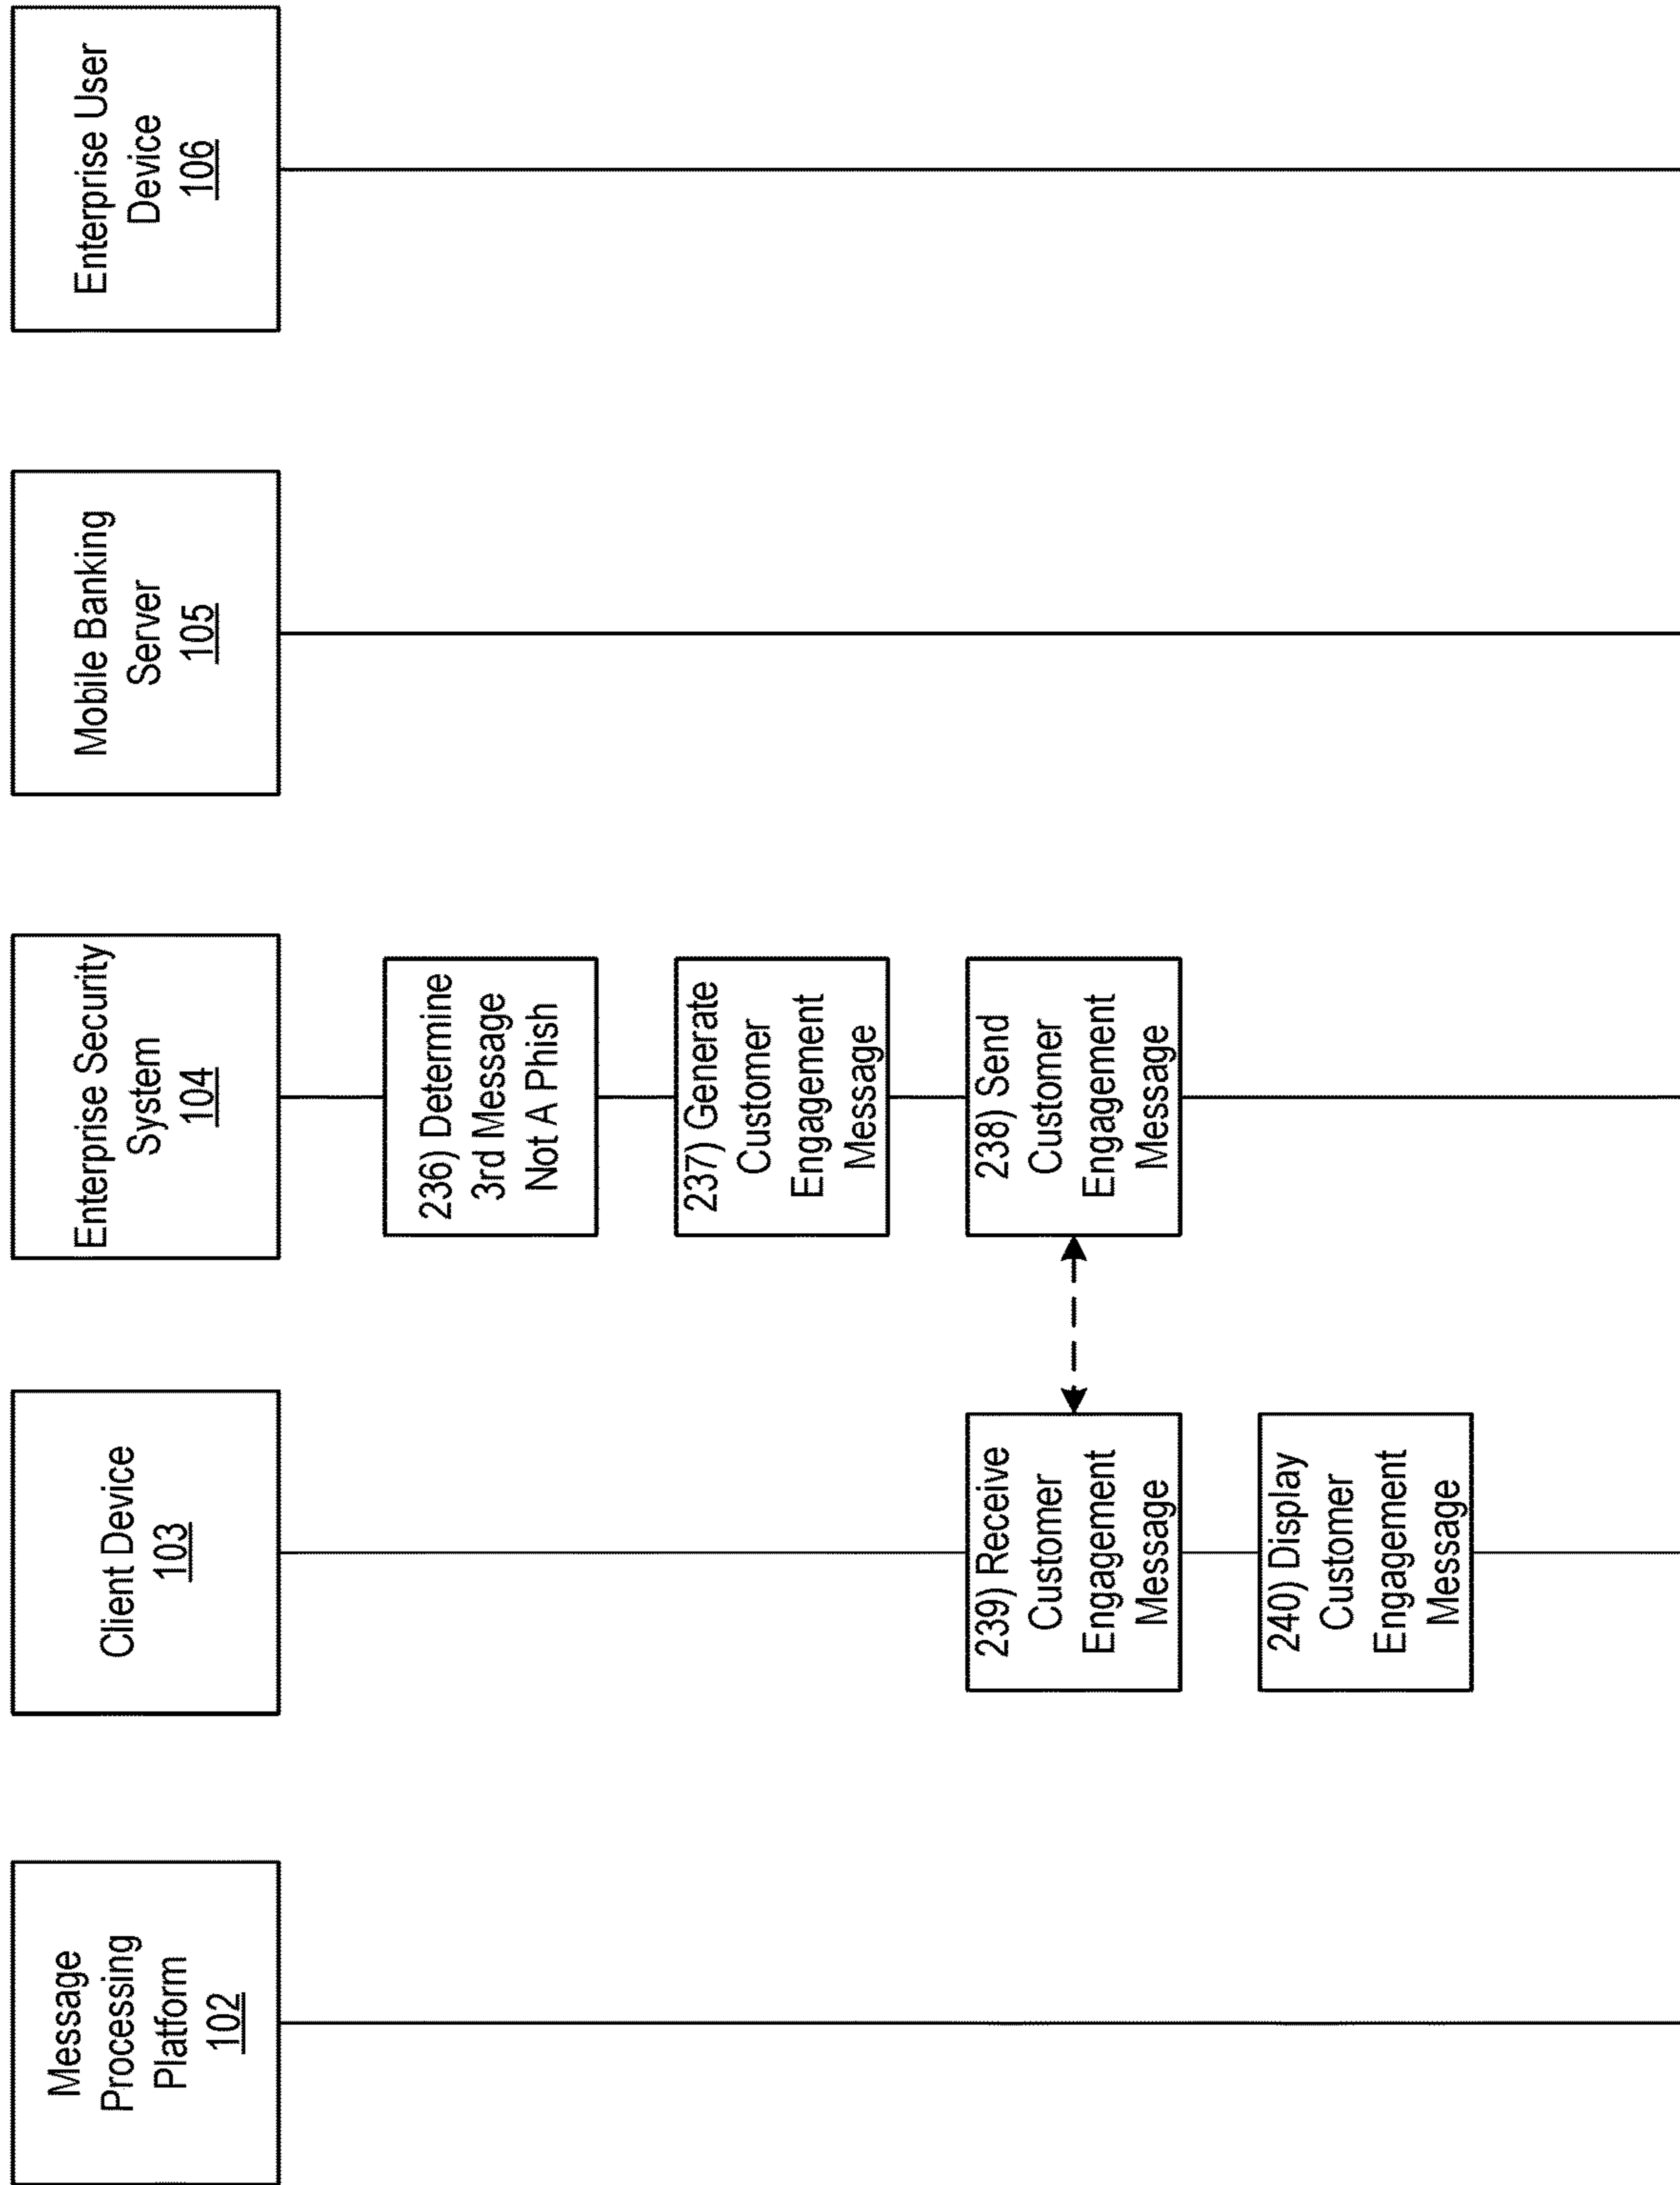 Message
Processing
Platform
102
Client Device
103
Enterprise Security
System
104
Mobile Banking
Server
105
Enterprise User
Device
106
236) Determine
3rd Message
Not A Phish
237) Generate
Customer
Engagement
Message
239) Receive
Customer
Engagement
Message
238) Send
Customer
Engagement
Message
240) Display
Customer
Engagement
Message